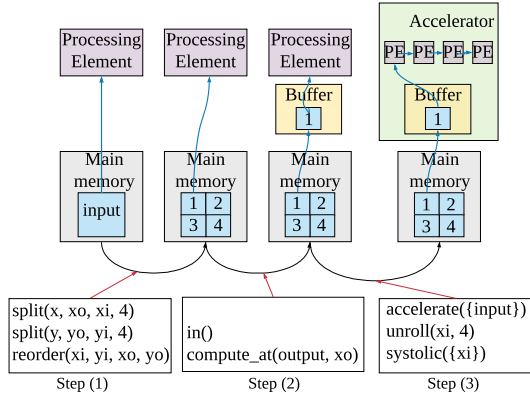 Accelerator
Processing
Element
Processing
Element
Processing
Element
PE PE PE PE
Buffer
1
Buffer
1
Main
memory
input
Main
memory
1 2
3 4
Main
memory
1 2
3 4
Main
memory
1 2
3 4
split(x, xo, xi, 4)
split(y, yo, yi, 4)
reorder(xi, yi, xo, yo)
in()
compute_at(output, xo)
accelerate({input})
unroll(xi, 4)
systolic({xi})
Step (1)
Step (2)
Step (3)